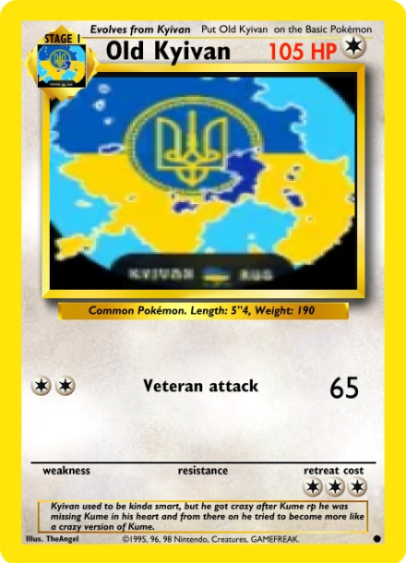 Evolves from Kyivan Put Old Kyivan on the Basic Pokémon
STAGE 1
Old Kyivan 105 HP
KYIVAN RUS
Common Pokémon. Length: 5"4, Weight: 190
Veteran attack 65
weakness resistance retreat cost
Kyivan used to be kinda smart, but he got crazy after Kume rp he was
missing Kume in his heart and from there on he tried to become more like
a crazy version of Kume.
Illus. TheAngel ©1995, 96, 98 Nintendo, Creatures, GAMEFREAK.